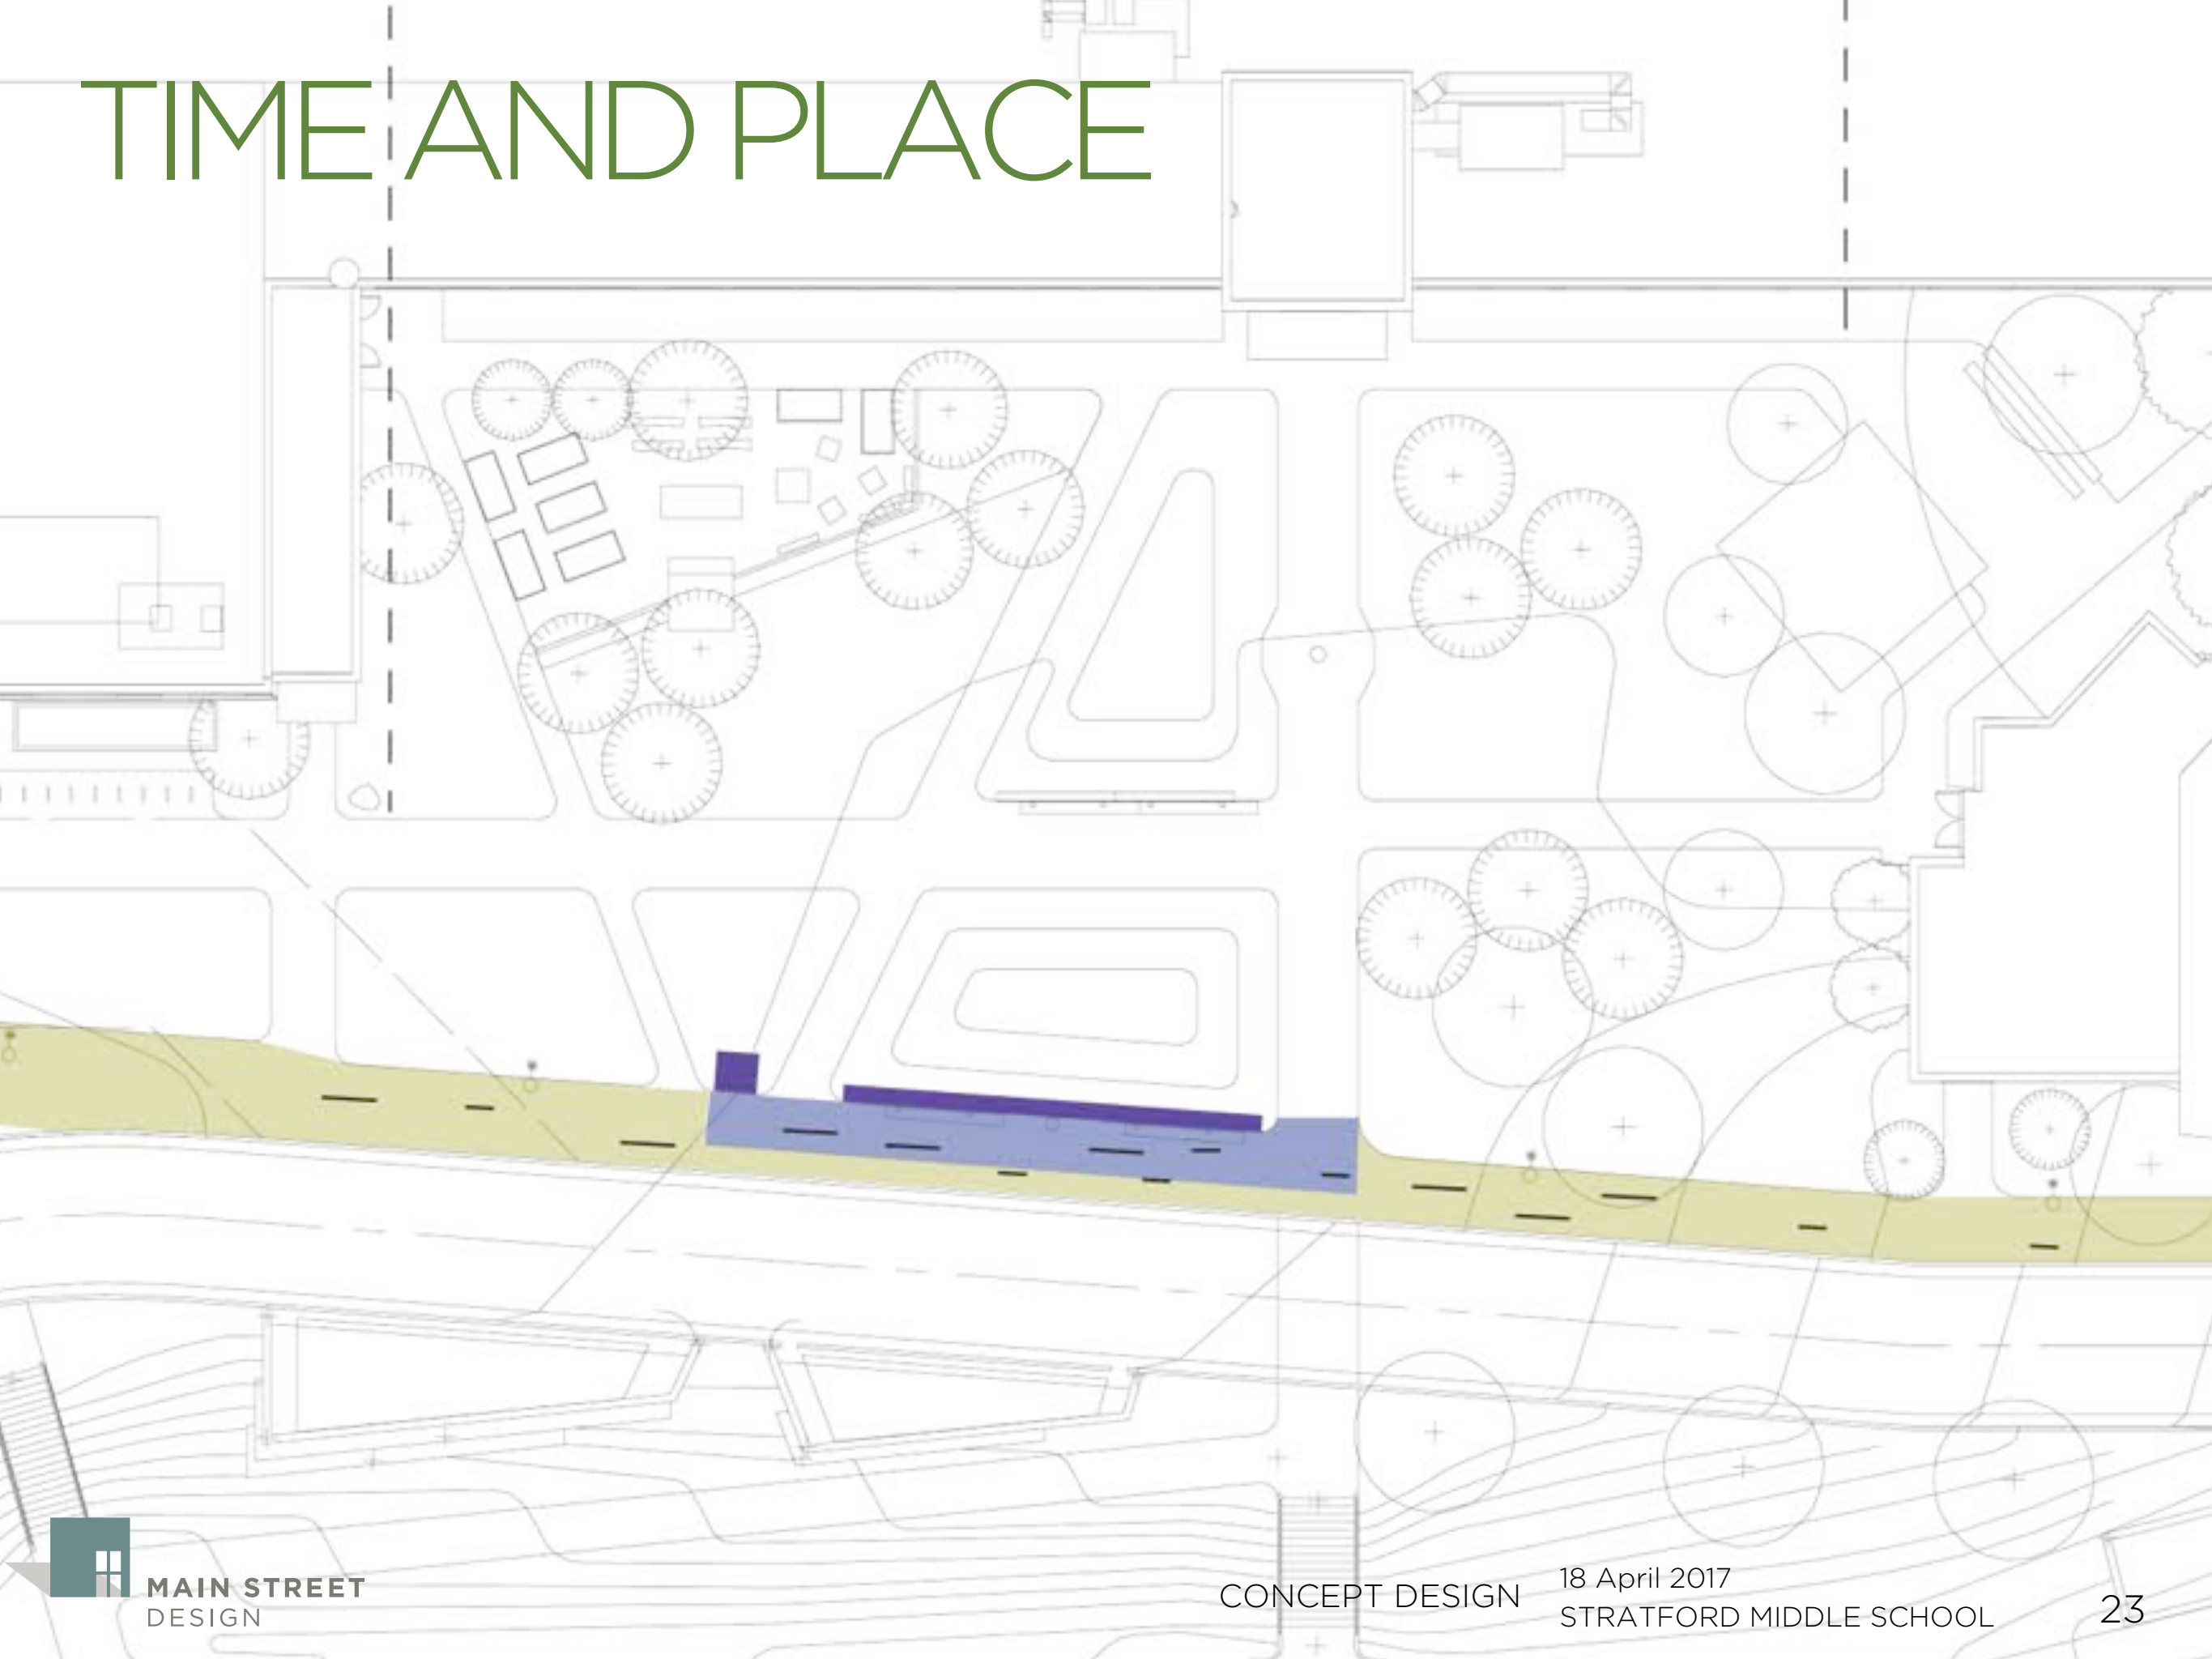 TIME AND PLACE
MAIN STREET
DESIGN
CONCEPT DESIGN
18 April 2017
STRATFORD MIDDLE SCHOOL
23